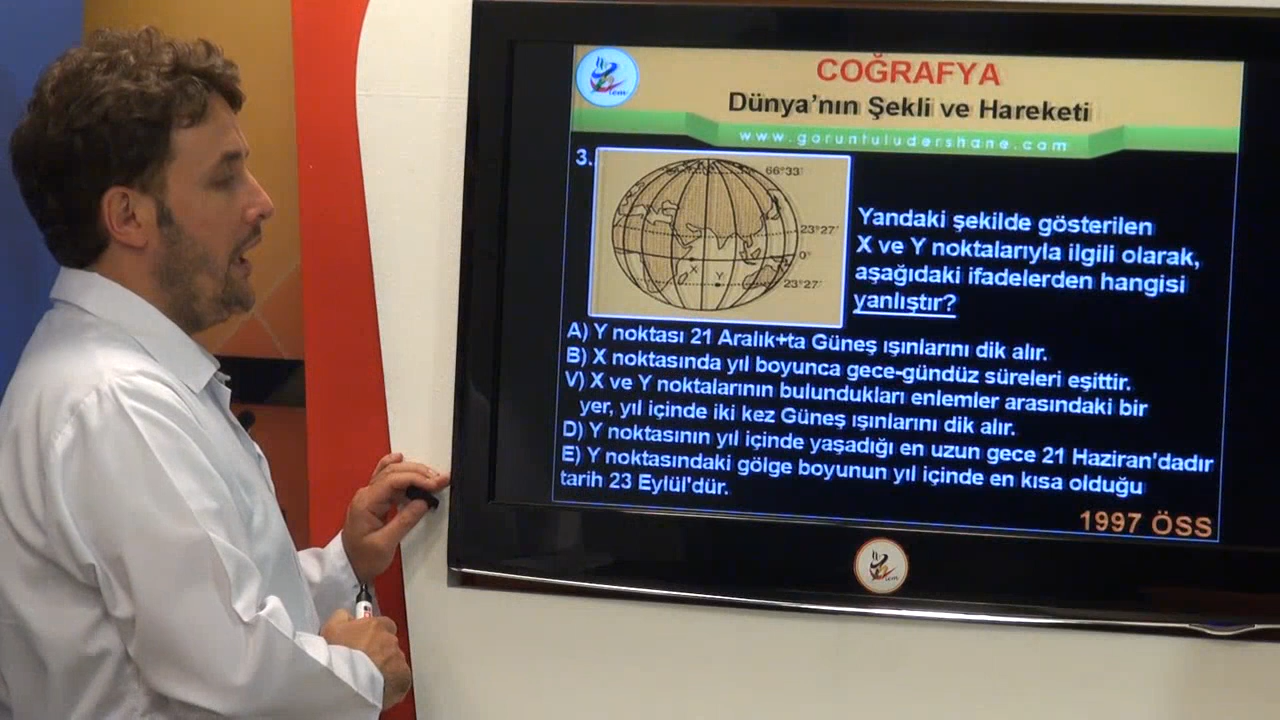 COĞRAFYA
Dünya'nın Şekli ve Hareketi
www.goruntuludershane.com
3.
66°33'
23°27'
0°
23°27'
X
Y
Yandaki şekilde gösterilen
X ve Y noktalarıyla ilgili olarak,
aşağıdaki ifadelerden hangisi
yanlıştır?
A) Y noktası 21 Aralık+ta Güneş ışınlarını dik alır.
B) X noktasında yıl boyunca gece-gündüz süreleri eşittir.
V) X ve Y noktalarının bulundukları enlemler arasındaki bir
yer, yıl içinde iki kez Güneş ışınlarını dik alır.
D) Y noktasının yıl içinde yaşadığı en uzun gece 21 Haziran'dadır
E) Y noktasındaki gölge boyunun yıl içinde en kısa olduğu
tarih 23 Eylül'dür.
1997 ÖSS